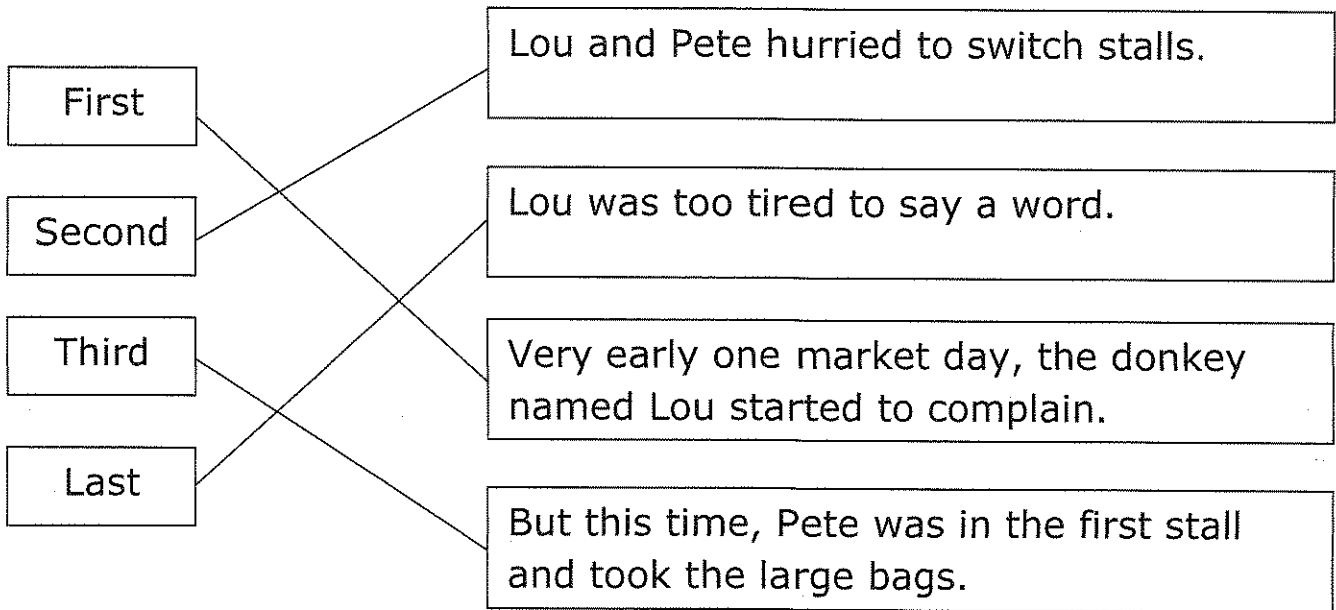 First
Second
Third
Last
Lou and Pete hurried to switch stalls.
Lou was too tired to say a word.
Very early one market day, the donkey
named Lou started to complain.
But this time, Pete was in the first stall
and took the large bags.